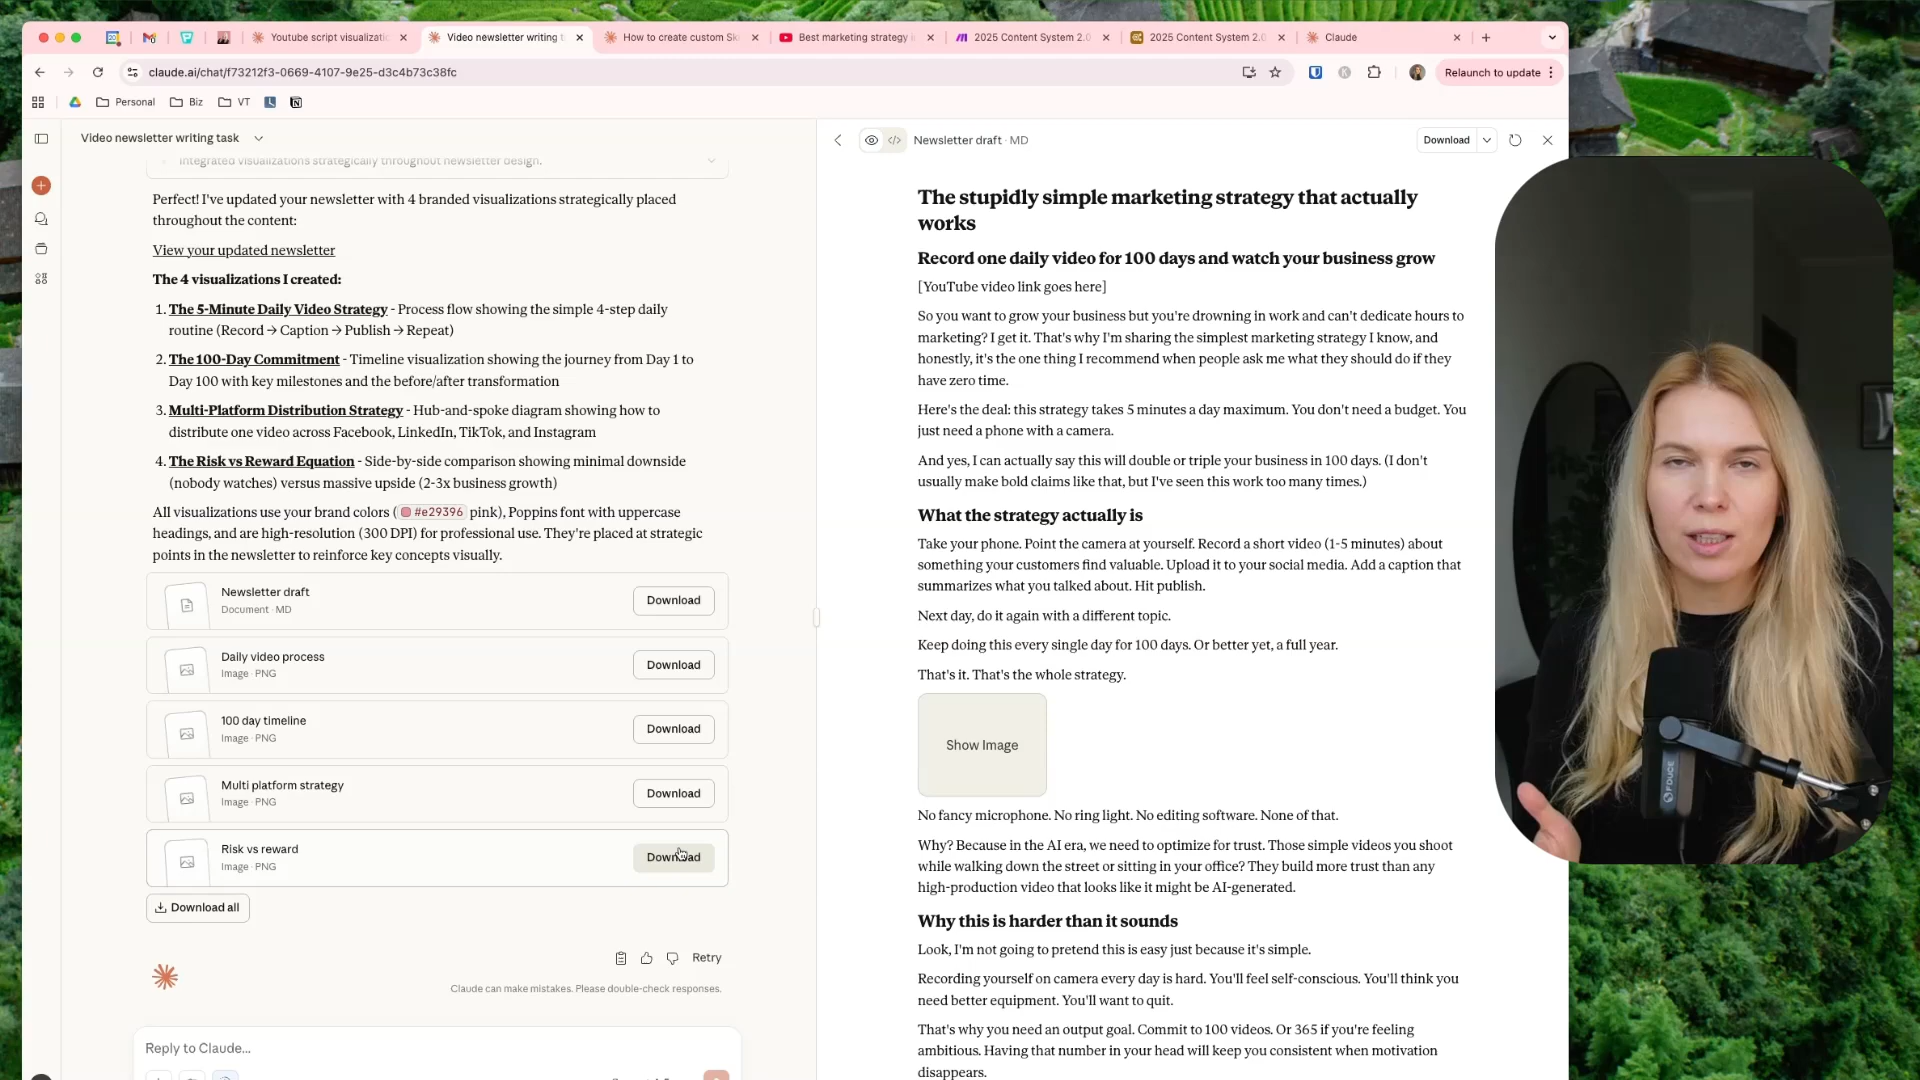 Youtube script visualizati
Video newsletter writing t
How to create custom Sk
Best marketing strategy i
2025 Content System 2.0
2025 Content System 2.0
Claude
claude.ai/chat/f73212f3-0669-4107-9e25-d3c4b73c38fc
Relaunch to update
Personal
Biz
VT
Video newsletter writing task
Integrated visualizations strategically throughout newsletter design.
Perfect! I've updated your newsletter with 4 branded visualizations strategically placed
throughout the content:
View your updated newsletter
The 4 visualizations I created:
1. The 5-Minute Daily Video Strategy - Process flow showing the simple 4-step daily
routine (Record → Caption → Publish → Repeat)
2. The 100-Day Commitment - Timeline visualization showing the journey from Day 1 to
Day 100 with key milestones and the before/after transformation
3. Multi-Platform Distribution Strategy - Hub-and-spoke diagram showing how to
distribute one video across Facebook, LinkedIn, TikTok, and Instagram
4. The Risk vs Reward Equation - Side-by-side comparison showing minimal downside
(nobody watches) versus massive upside (2-3x business growth)
All visualizations use your brand colors (#e29396 pink), Poppins font with uppercase
headings, and are high-resolution (300 DPI) for professional use. They're placed at strategic
points in the newsletter to reinforce key concepts visually.
Newsletter draft
Document · MD
Download
Daily video process
Image · PNG
Download
100 day timeline
Image · PNG
Download
Multi platform strategy
Image · PNG
Download
Risk vs reward
Image · PNG
Download
Download all
Retry
Claude can make mistakes. Please double-check responses.
Reply to Claude...
Newsletter draft · MD
Download
The stupidly simple marketing strategy that actually
works
Record one daily video for 100 days and watch your business grow
[YouTube video link goes here]
So you want to grow your business but you're drowning in work and can't dedicate hours to
marketing? I get it. That's why I'm sharing the simplest marketing strategy I know, and
honestly, it's the one thing I recommend when people ask me what they should do if they
have zero time.
Here's the deal: this strategy takes 5 minutes a day maximum. You don't need a budget. You
just need a phone with a camera.
And yes, I can actually say this will double or triple your business in 100 days. (I don't
usually make bold claims like that, but I've seen this work too many times.)
What the strategy actually is
Take your phone. Point the camera at yourself. Record a short video (1-5 minutes) about
something your customers find valuable. Upload it to your social media. Add a caption that
summarizes what you talked about. Hit publish.
Next day, do it again with a different topic.
Keep doing this every single day for 100 days. Or better yet, a full year.
That's it. That's the whole strategy.
Show Image
No fancy microphone. No ring light. No editing software. None of that.
Why? Because in the AI era, we need to optimize for trust. Those simple videos you shoot
while walking down the street or sitting in your office? They build more trust than any
high-production video that looks like it might be AI-generated.
Why this is harder than it sounds
Look, I'm not going to pretend this is easy just because it's simple.
Recording yourself on camera every day is hard. You'll feel self-conscious. You'll think you
need better equipment. You'll want to quit.
That's why you need an output goal. Commit to 100 videos. Or 365 if you're feeling
ambitious. Having that number in your head will keep you consistent when motivation
disappears.